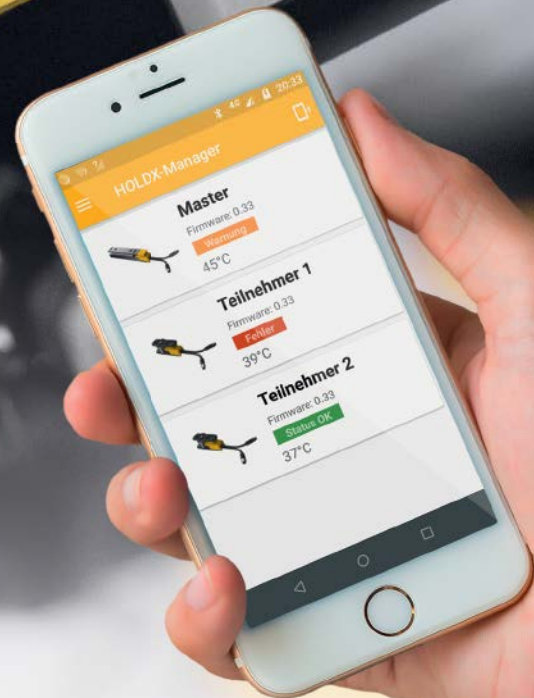 4G 20:33
HOLDX-Manager
Master
Firmware: 0.33
Warnung
45°C
Teilnehmer 1
Firmware: 0.33
Fehler
39°C
Teilnehmer 2
Firmware: 0.33
Status OK
37°C